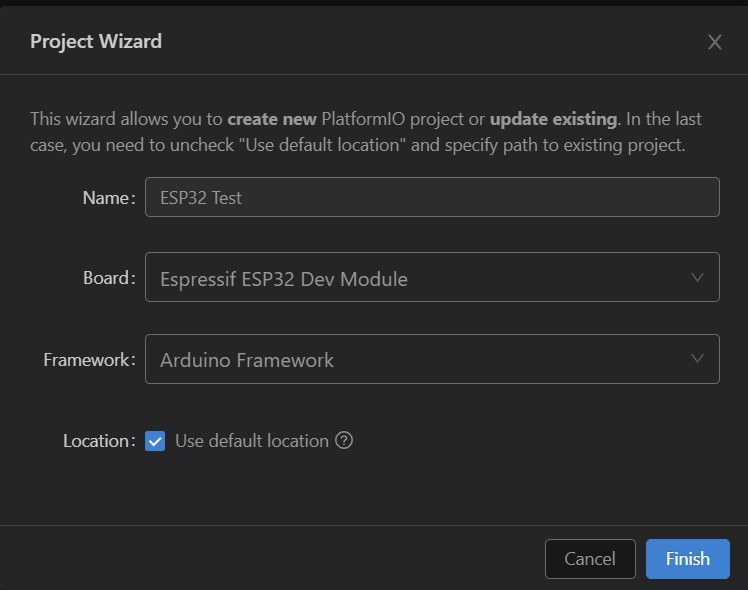 Project Wizard
This wizard allows you to create new PlatformIO project or update existing. In the last
case, you need to uncheck "Use default location" and specify path to existing project.
Name: ESP32 Test
Board: Espressif ESP32 Dev Module
Framework: Arduino Framework
Location: Use default location ?
Cancel Finish